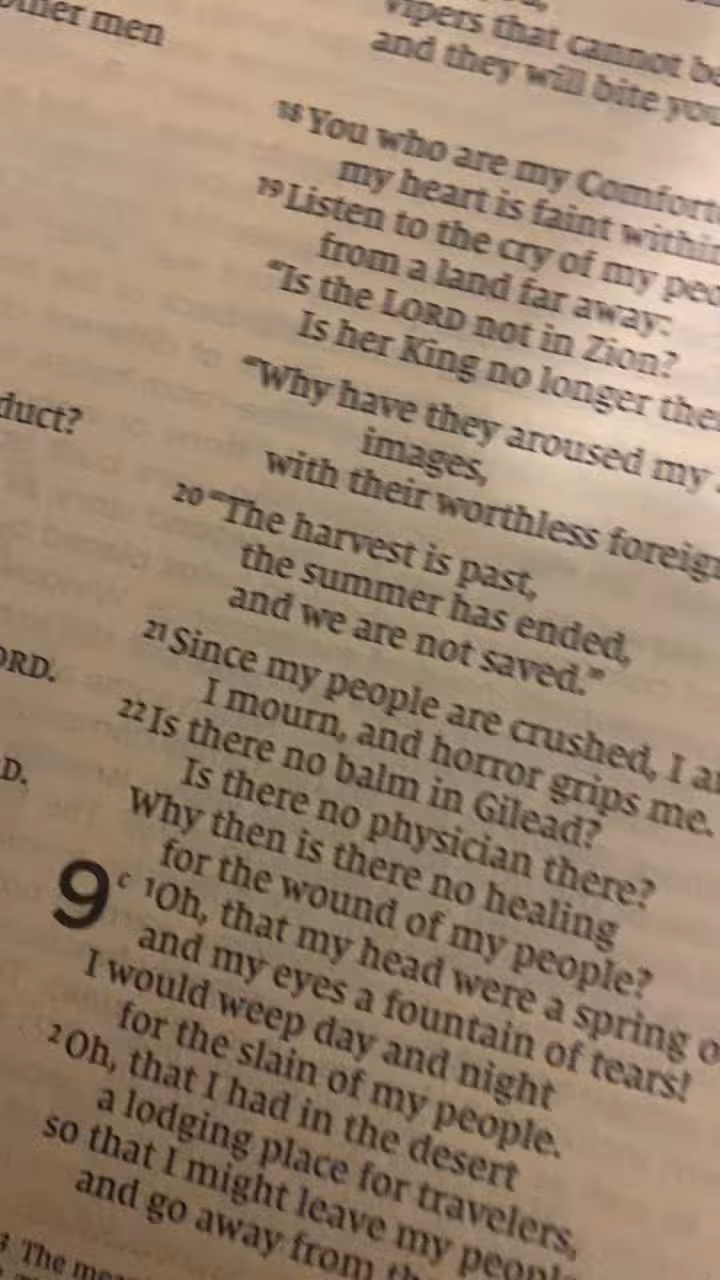 other men
duct?
ORD.
D.
vipers that cannot be
and they will bite you
18 You who are my Comfort
my heart is faint within
19 Listen to the cry of my peo
from a land far away:
"Is the LORD not in Zion?
Is her King no longer the
"Why have they aroused my
images,
with their worthless foreign
20 "The harvest is past,
the summer has ended,
and we are not saved."
21 Since my people are crushed, I a
I mourn, and horror grips me.
22 Is there no balm in Gilead?
Is there no physician there?
Why then is there no healing
for the wound of my people?
9 c 1 Oh, that my head were a spring o
and my eyes a fountain of tears!
I would weep day and night
for the slain of my people.
2 Oh, that I had in the desert
a lodging place for travelers,
so that I might leave my people
and go away from th
3 The mea